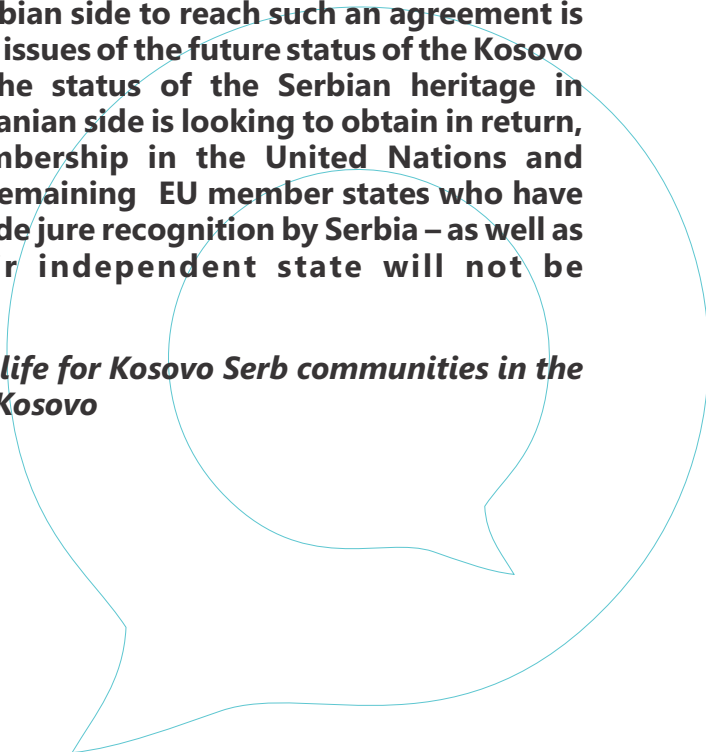 bian side to reach such an agreement is
issues of the future status of the Kosovo
he status of the Serbian heritage in
anian side is looking to obtain in return,
mbership in the United Nations and
emaining EU member states who have
de jure recognition by Serbia – as well as
r independent state will not be
life for Kosovo Serb communities in the
Kosovo